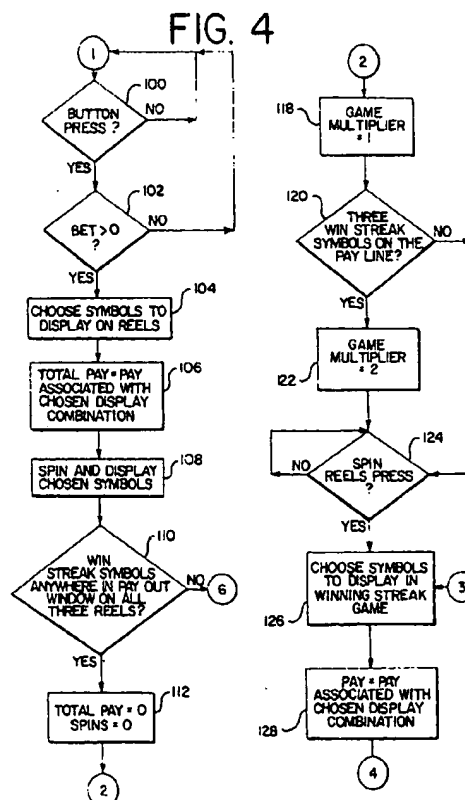 FIG. 4
1
100
BUTTON
PRESS ?
NO
YES
102
BET > 0
?
NO
YES
104
CHOOSE SYMBOLS TO
DISPLAY ON REELS
106
TOTAL PAY = PAY
ASSOCIATED WITH
CHOSEN DISPLAY
COMBINATION
108
SPIN AND DISPLAY
CHOSEN SYMBOLS
110
WIN
STREAK SYMBOLS
ANYWHERE IN PAY OUT
WINDOW ON ALL
THREE REELS?
NO
6
YES
112
TOTAL PAY = 0
SPINS = 0
2
2
118
GAME
MULTIPLIER
= 1
120
THREE
WIN STREAK
SYMBOLS ON THE
PAY LINE?
NO
YES
GAME
MULTIPLIER
= 2
122
124
SPIN
REELS PRESS
?
NO
YES
CHOOSE SYMBOLS
TO DISPLAY IN
WINNING STREAK
GAME
3
126
PAY = PAY
ASSOCIATED WITH
CHOSEN DISPLAY
COMBINATION
128
4